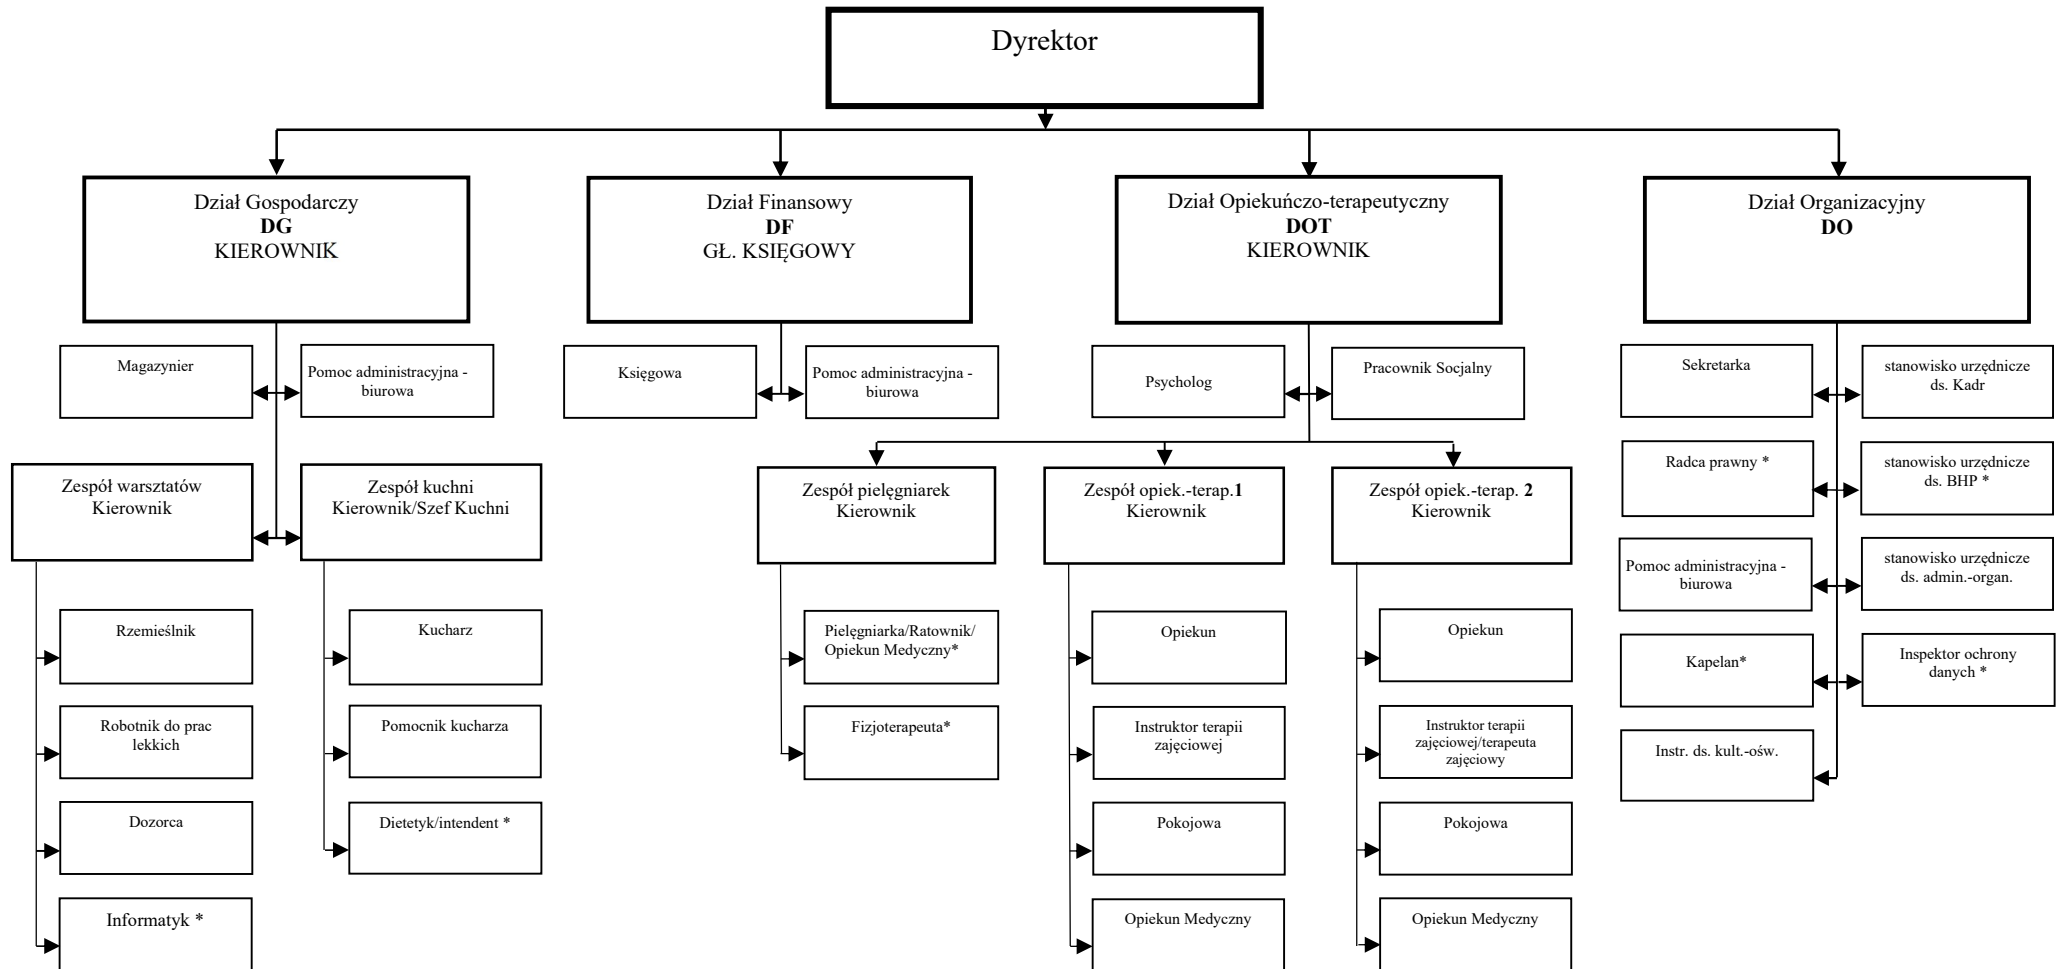 Dyrektor
Dział Gospodarczy
DG
KIEROWNIK
Dział Finansowy
DF
GŁ. KSIĘGOWY
Dział Opiekuńczo-terapeutyczny
DOT
KIEROWNIK
Dział Organizacyjny
DO
Magazynier
Pomoc administracyjna -
biurowa
Księgowa
Pomoc administracyjna -
biurowa
Psycholog
Pracownik Socjalny
Sekretarka
stanowisko urzędnicze
ds. Kadr
Radca prawny *
stanowisko urzędnicze
ds. BHP *
Zespół warsztatów
Kierownik
Zespół kuchni
Kierownik/Szef Kuchni
Zespół pielęgniarek
Kierownik
Zespół opiek.-terap.1
Kierownik
Zespół opiek.-terap. 2
Kierownik
Pomoc administracyjna -
biurowa
stanowisko urzędnicze
ds. admin.-organ.
Rzemieślnik
Kucharz
Pielęgniarka/Ratownik/
Opiekun Medyczny*
Opiekun
Opiekun
Kapelan*
Inspektor ochrony
danych *
Robotnik do prac
lekkich
Pomocnik kucharza
Fizjoterapeuta*
Instruktor terapii
zajęciowej
Instruktor terapii
zajęciowej/terapeuta
zajęciowy
Instr. ds. kult.-ośw.
Dozorca
Dietetyk/intendent *
Pokojowa
Pokojowa
Informatyk *
Opiekun Medyczny
Opiekun Medyczny